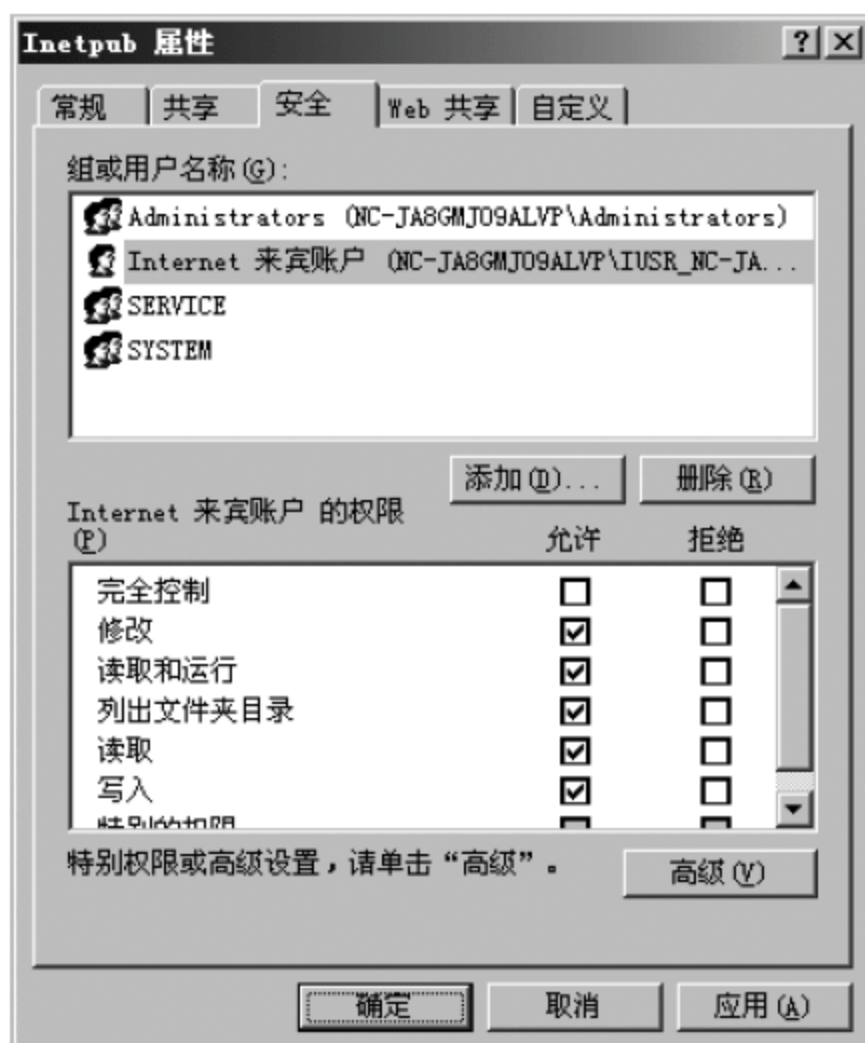 Inetpub 属性
常规 共享 安全 Web 共享 自定义
组或用户名称(G):
Administrators (NC-JA8GMJO9ALVP\Administrators)
Internet 来宾账户 (NC-JA8GMJO9ALVP\IUSR_NC-JA...
SERVICE
SYSTEM
添加(D)... 删除(R)
Internet 来宾账户 的权限
(P) 允许 拒绝
完全控制
修改
读取和运行
列出文件夹目录
读取
写入
特别的权限
特别权限或高级设置，请单击“高级”。 高级(V)
确定 取消 应用(A)